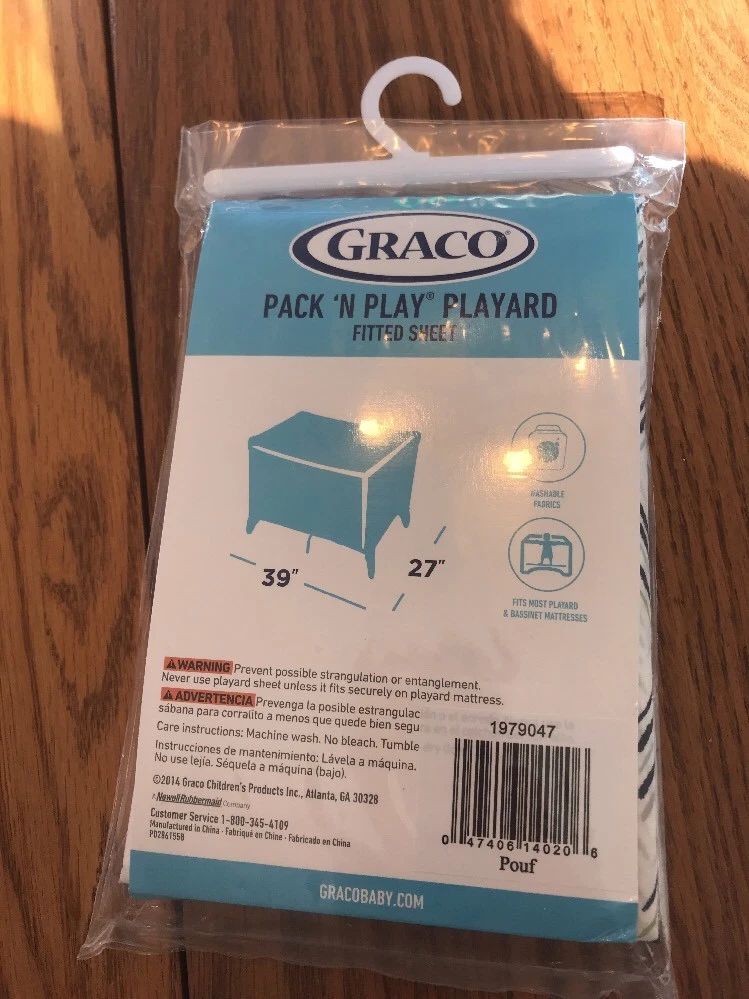 GRACO®
PACK 'N PLAY® PLAYARD
FITTED SHEET
WASHABLE
FABRICS
39"
27"
FITS MOST PLAYARD
& BASSINET MATTRESSES
WARNING Prevent possible strangulation or entanglement.
Never use playard sheet unless it fits securely on playard mattress.
ADVERTENCIA Prevenga la posible estrangulac
sábana para corralito a menos que quede bien segu
Care instructions: Machine wash. No bleach. Tumble
Instrucciones de mantenimiento: Lávela a máquina.
No use lejía. Séquela a máquina (bajo).
©2014 Graco Children's Products Inc., Atlanta, GA 30328
A NewellRubbermaid Company
Customer Service 1-800-345-4109
Manufactured in China · Fabriqué en Chine · Fabricado en China
PD286155B
1979047
0 47406 14020 6
Pouf
GRACOBABY.COM